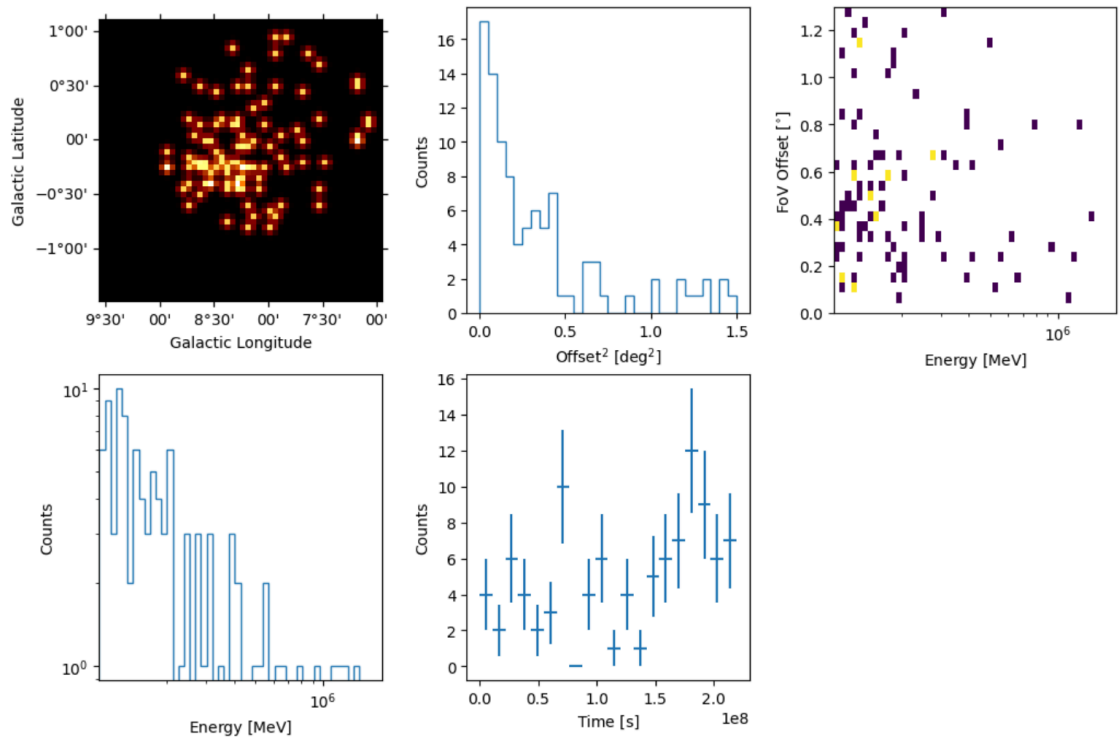 1°00'
0°30'
00'
−0°30'
−1°00'
Galactic Latitude
9°30' 00' 8°30' 00' 7°30' 00'
Galactic Longitude
16
14
12
10
8
6
4
2
0
Counts
0.0 0.5 1.0 1.5
Offset² [deg²]
1.2
1.0
0.8
0.6
0.4
0.2
0.0
FoV Offset [°]
10⁶
Energy [MeV]
10¹
10⁰
Counts
10⁶
Energy [MeV]
16
14
12
10
8
6
4
2
0
Counts
0.0 0.5 1.0 1.5 2.0
Time [s]
1e8